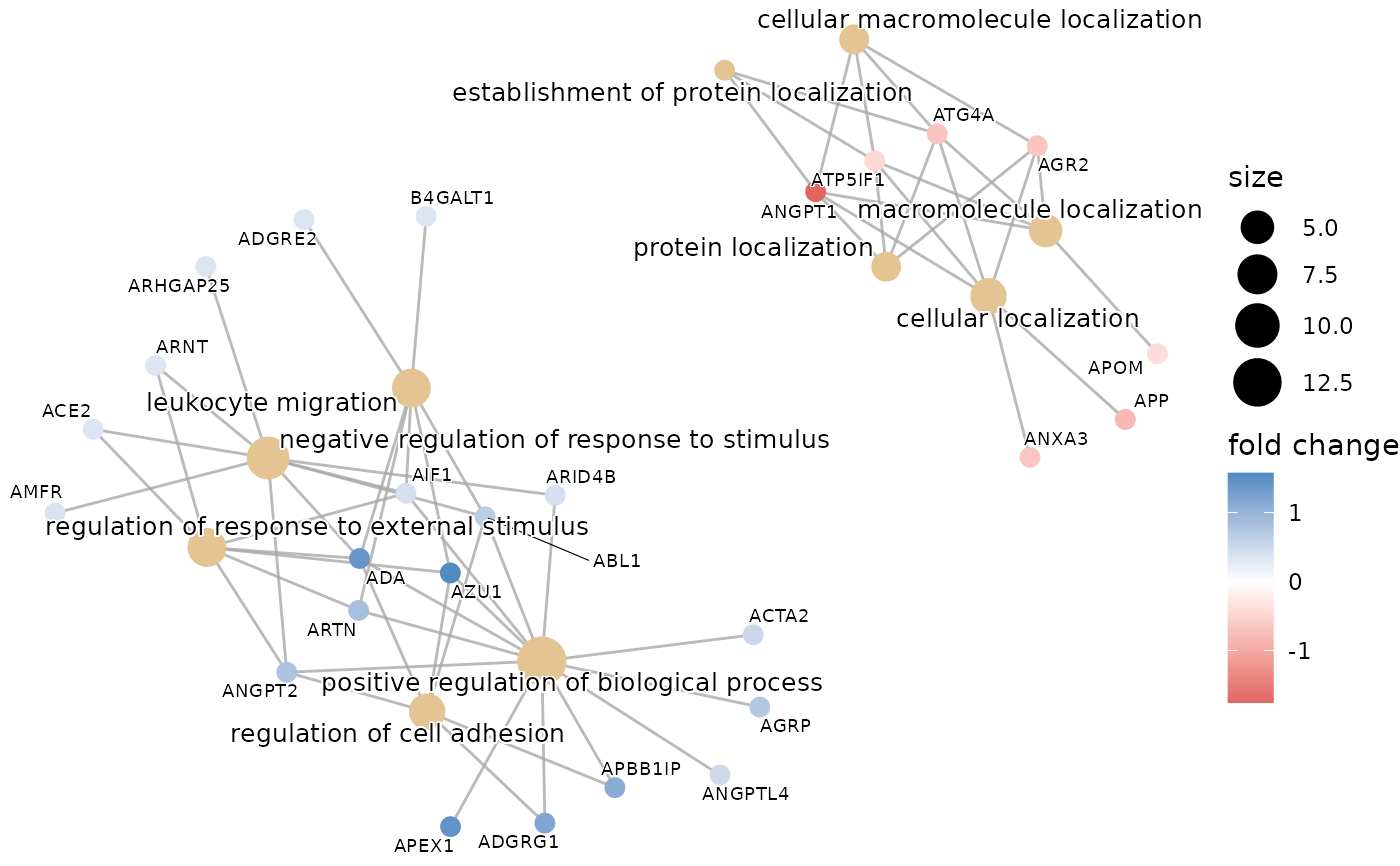 cellular macromolecule localization
establishment of protein localization
ATG4A
AGR2
ATP5IF1
ANGPT1
macromolecule localization
protein localization
cellular localization
APOM
APP
ANXA3
B4GALT1
ADGRE2
ARHGAP25
ARNT
leukocyte migration
ACE2
negative regulation of response to stimulus
AIF1
ARID4B
AMFR
regulation of response to external stimulus
ABL1
ADA
AZU1
ARTN
ACTA2
ANGPT2
positive regulation of biological process
AGRP
regulation of cell adhesion
APBB1IP
ANGPTL4
APEX1
ADGRG1
size
5.0
7.5
10.0
12.5
fold change
1
0
-1